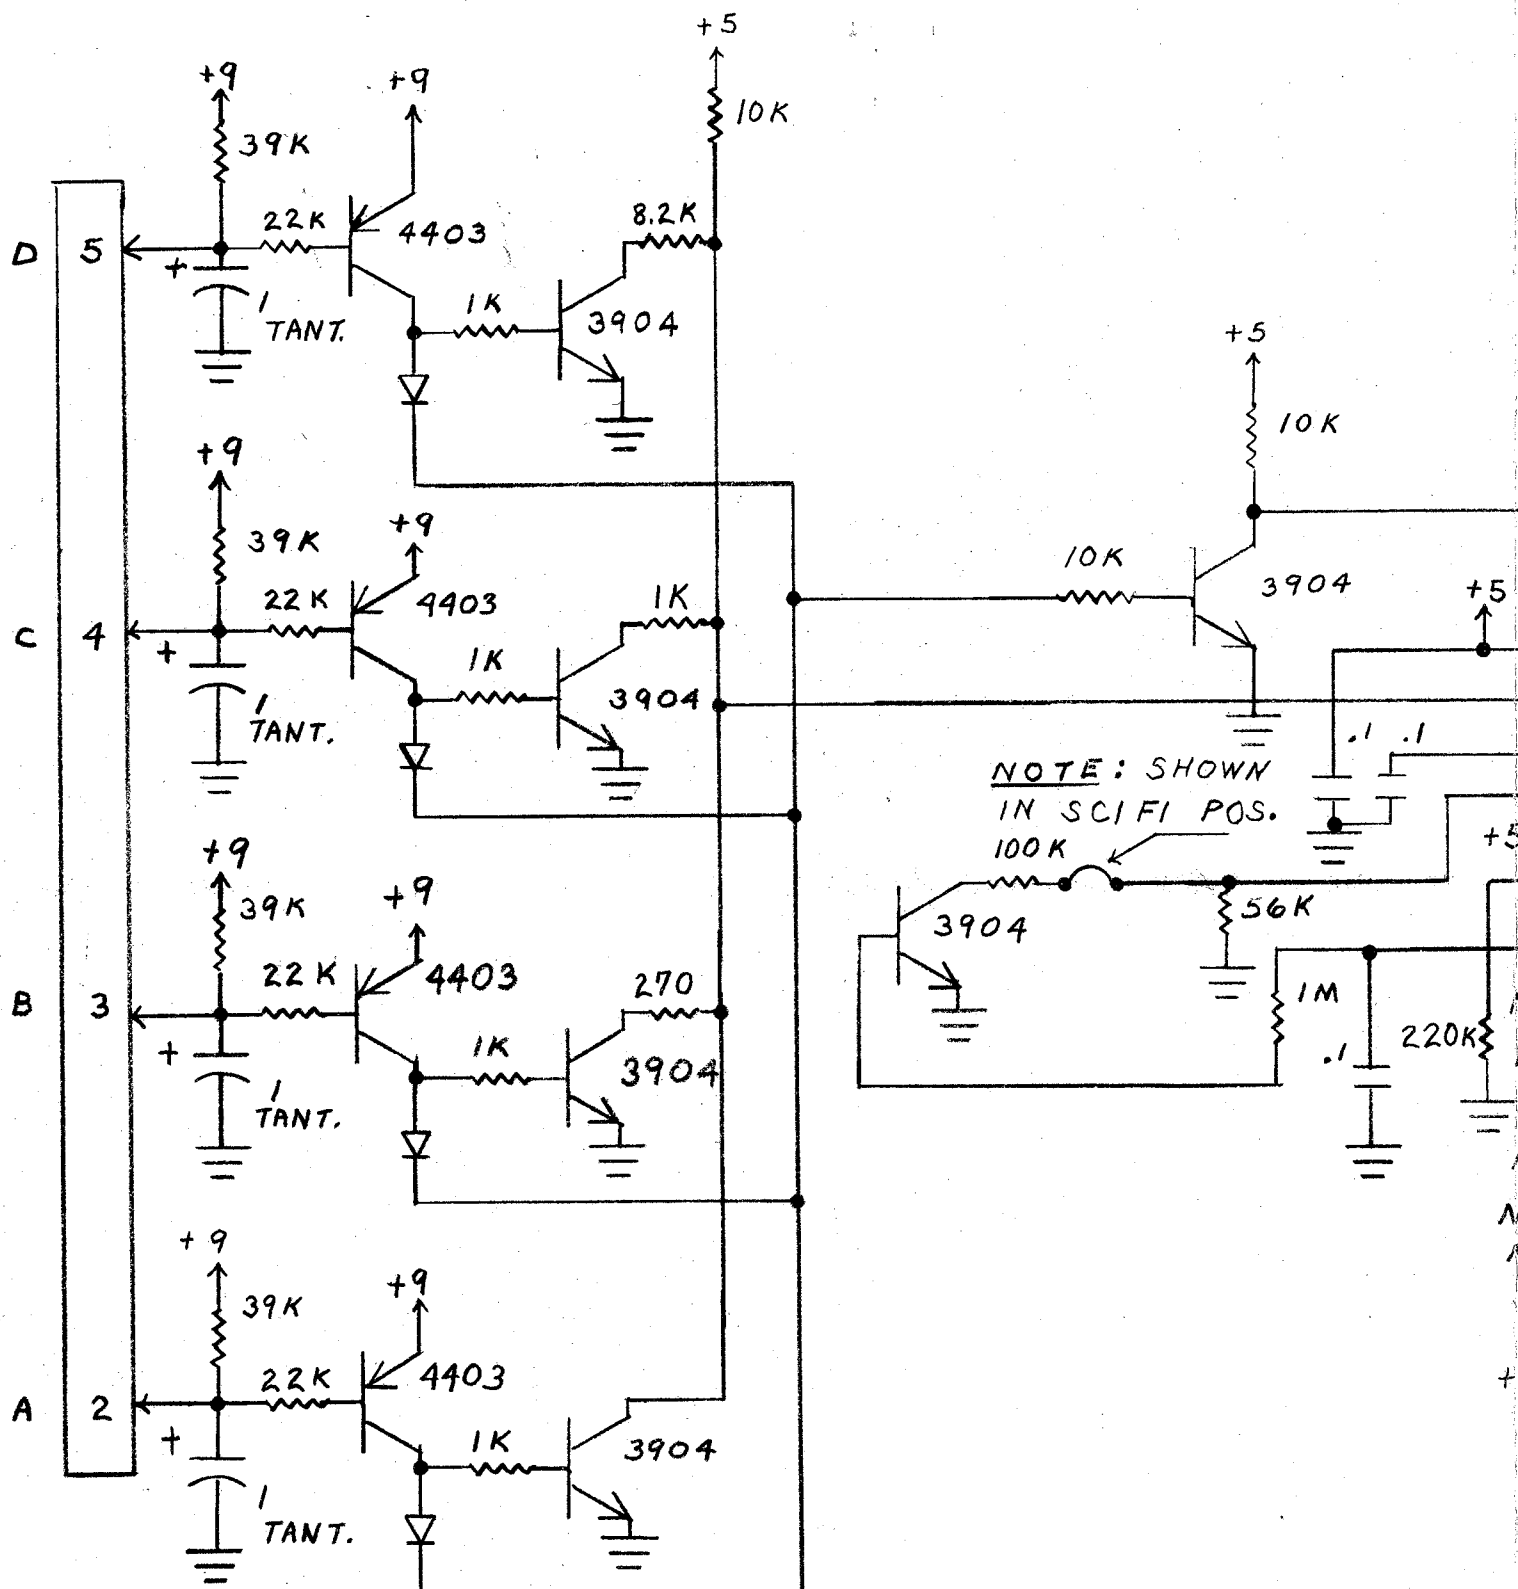 +5
+9
+9
10K
39K
8.2K
22K
4403
D 5
+
1
TANT.
1K
3904
+5
10K
+9
+9
39K
10K
22K
4403
1K
3904
+5
C 4
+
1K
3904
1
TANT.
.1 .1
NOTE: SHOWN
IN SCI FI POS.
+5
100K
+9
+9
39K
56K
3904
22K
4403
270
B 3
1M
220K
+
1K
3904
.1
1
TANT.
+9
+9
39K
22K
4403
+
A 2
+
1K
3904
1
TANT.